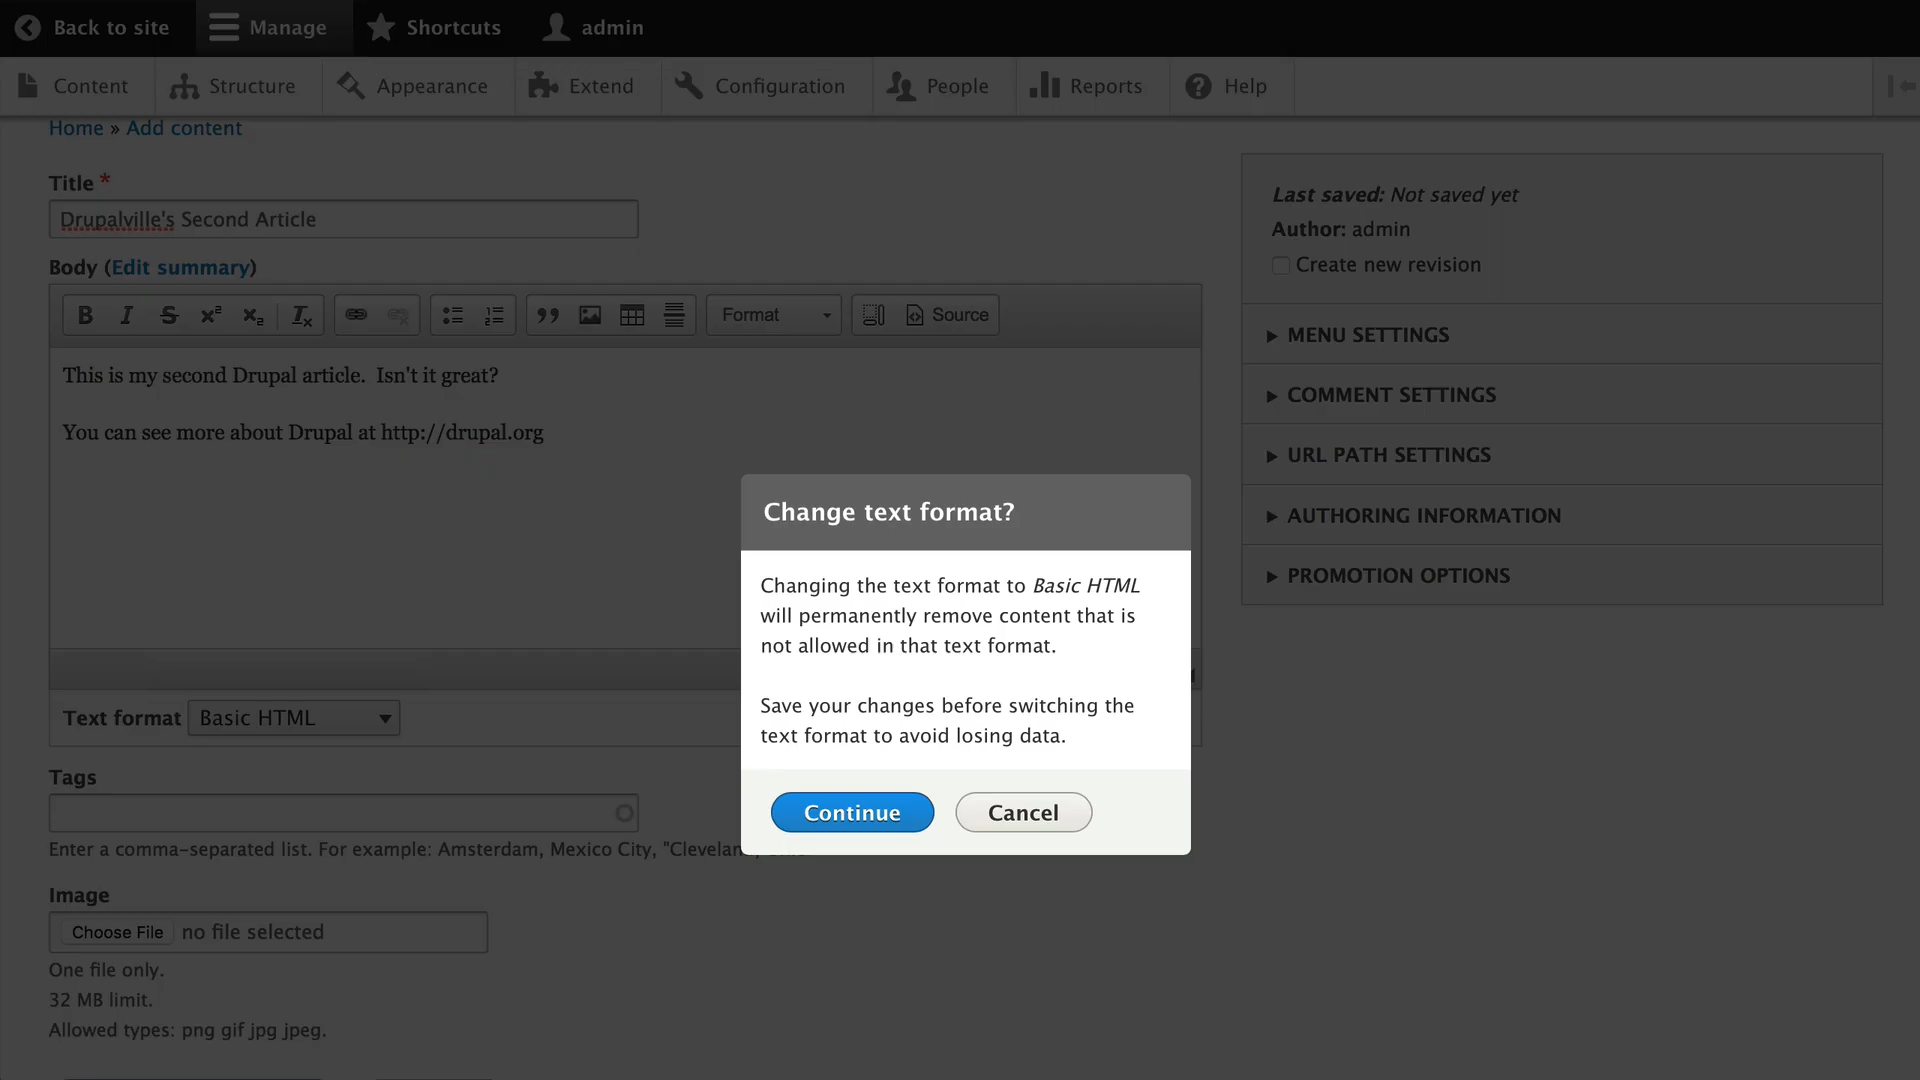 Back to site Manage Shortcuts admin
Content Structure Appearance Extend Configuration People Reports Help
Home » Add content
Title *
Drupalville's Second Article
Body (Edit summary)
B I S x² x₂ Ix Format Source
This is my second Drupal article. Isn't it great?
You can see more about Drupal at http://drupal.org
Text format Basic HTML
Tags
Enter a comma-separated list. For example: Amsterdam, Mexico City, "Cleveland,
Image
Choose File no file selected
One file only.
32 MB limit.
Allowed types: png gif jpg jpeg.
Last saved: Not saved yet
Author: admin
Create new revision
MENU SETTINGS
COMMENT SETTINGS
URL PATH SETTINGS
AUTHORING INFORMATION
PROMOTION OPTIONS
Change text format?
Changing the text format to Basic HTML
will permanently remove content that is
not allowed in that text format.
Save your changes before switching the
text format to avoid losing data.
Continue Cancel